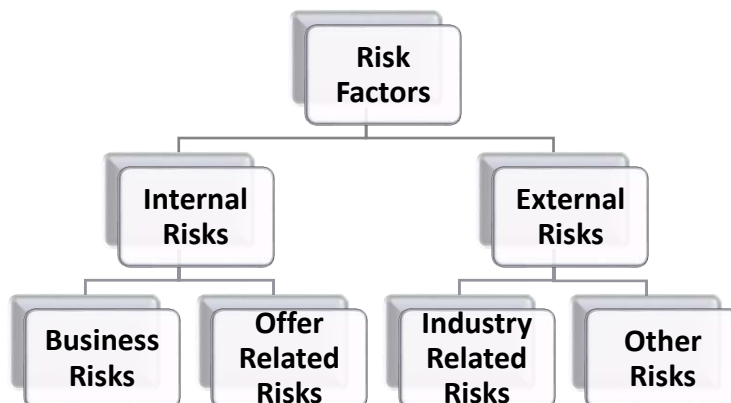 Risk
Factors
Internal
Risks
External
Risks
Business
Risks
Offer
Related
Risks
Industry
Related
Risks
Other
Risks